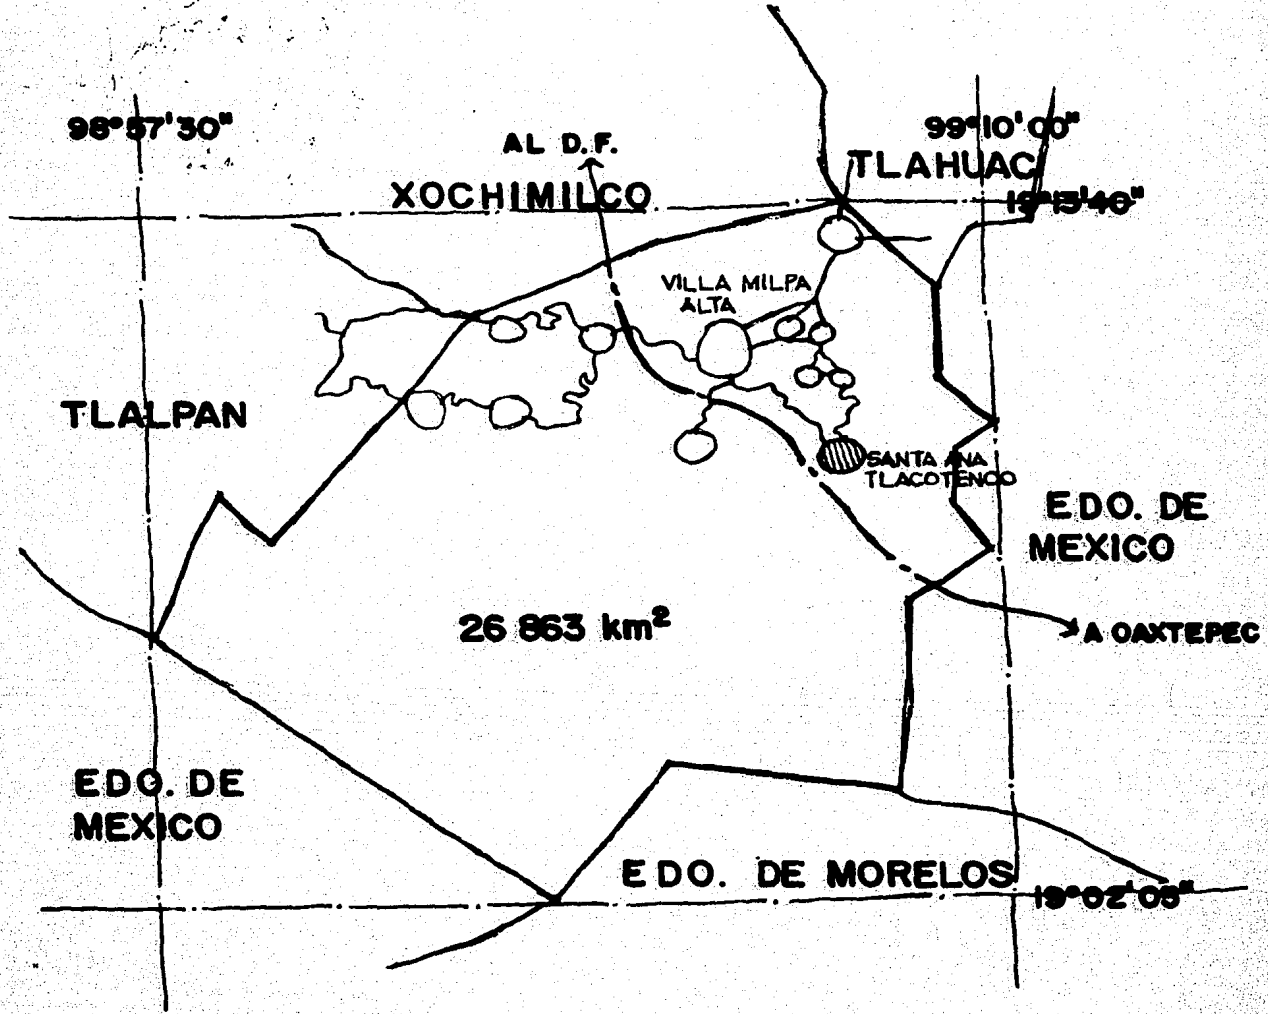 98°57'30"
AL D.F.
99°10'00"
XOCHIMILCO
TLAHUAC
19°13'40"
VILLA MILPA
ALTA
TLALPAN
SANTA ANA
TLACOTENCO
EDO. DE
MEXICO
26 863 km²
A OAXTEPEC
EDO. DE
MEXICO
EDO. DE MORELOS
19°02'05"